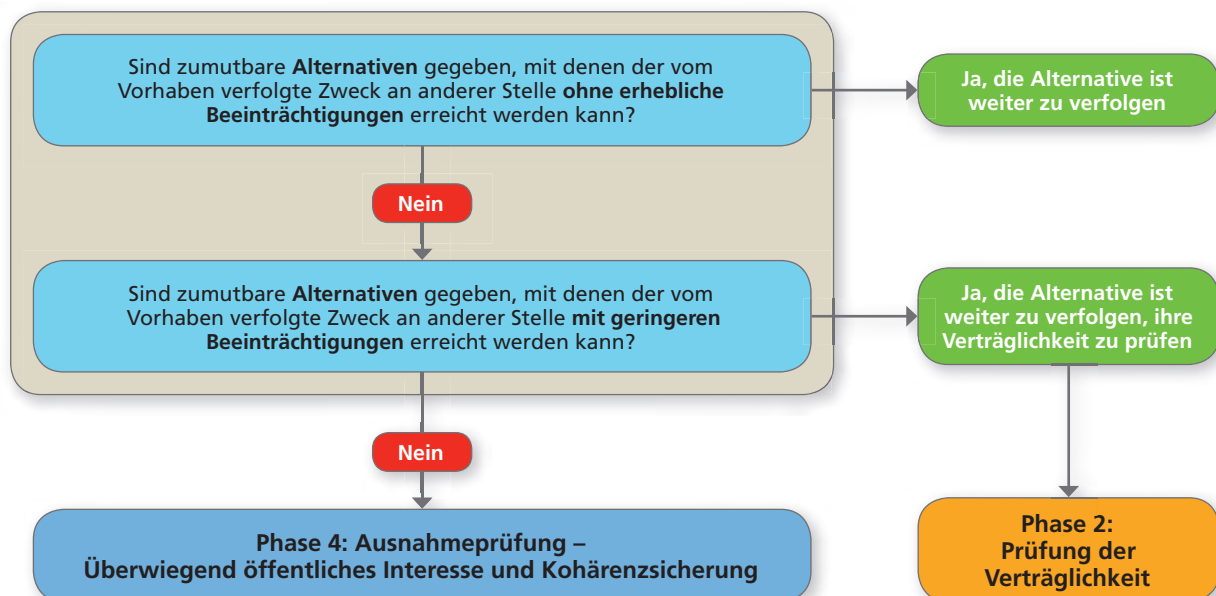 Sind zumutbare Alternativen gegeben, mit denen der vom
Vorhaben verfolgte Zweck an anderer Stelle ohne erhebliche
Beeinträchtigungen erreicht werden kann?
Ja, die Alternative ist
weiter zu verfolgen
Nein
Sind zumutbare Alternativen gegeben, mit denen der vom
Vorhaben verfolgte Zweck an anderer Stelle mit geringeren
Beeinträchtigungen erreicht werden kann?
Ja, die Alternative ist
weiter zu verfolgen, ihre
Verträglichkeit zu prüfen
Nein
Phase 4: Ausnahmeprüfung –
Überwiegend öffentliches Interesse und Kohärenzsicherung
Phase 2:
Prüfung der
Verträglichkeit